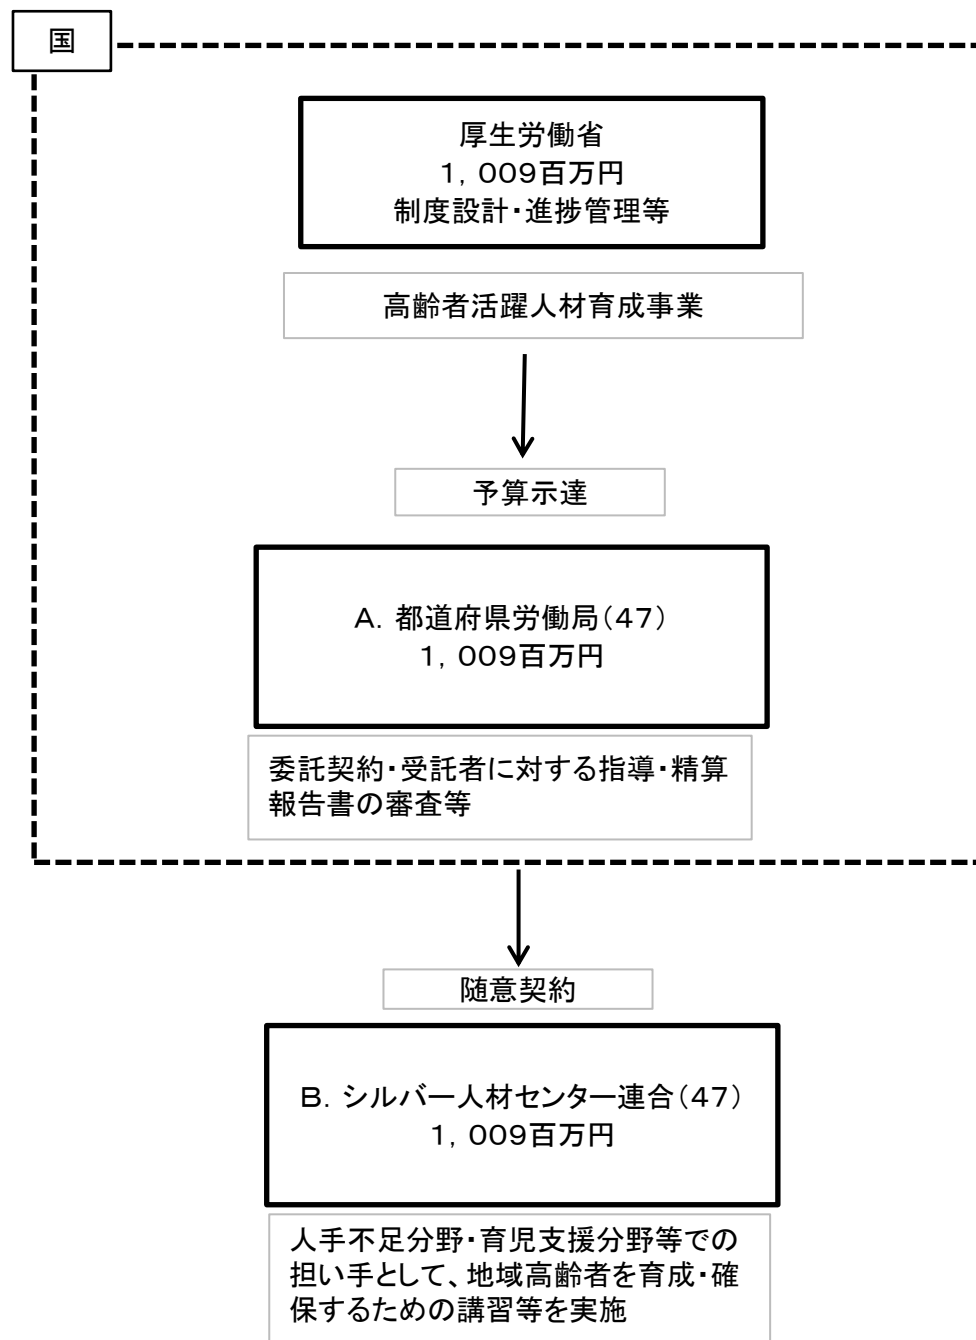 国
厚生労働省
１，００９百万円
制度設計・進捗管理等
高齢者活躍人材育成事業
予算示達
Ａ．都道府県労働局（４７）
１，００９百万円
委託契約・受託者に対する指導・精算
報告書の審査等
随意契約
Ｂ．シルバー人材センター連合（４７）
１，００９百万円
人手不足分野・育児支援分野等での
担い手として、地域高齢者を育成・確
保するための講習等を実施